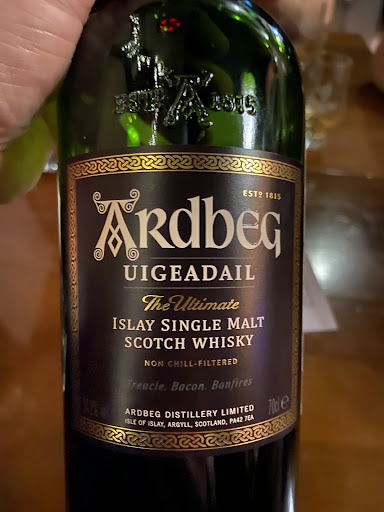 ESTD A 1815
ESTD 1815
ARDBEG
UIGEADAIL
The Ultimate
ISLAY SINGLE MALT
SCOTCH WHISKY
NON CHILL-FILTERED
Treacle. Bacon. Bonfires
70cl e
ARDBEG DISTILLERY LIMITED
ISLE OF ISLAY, ARGYLL, SCOTLAND, PA42 7EA